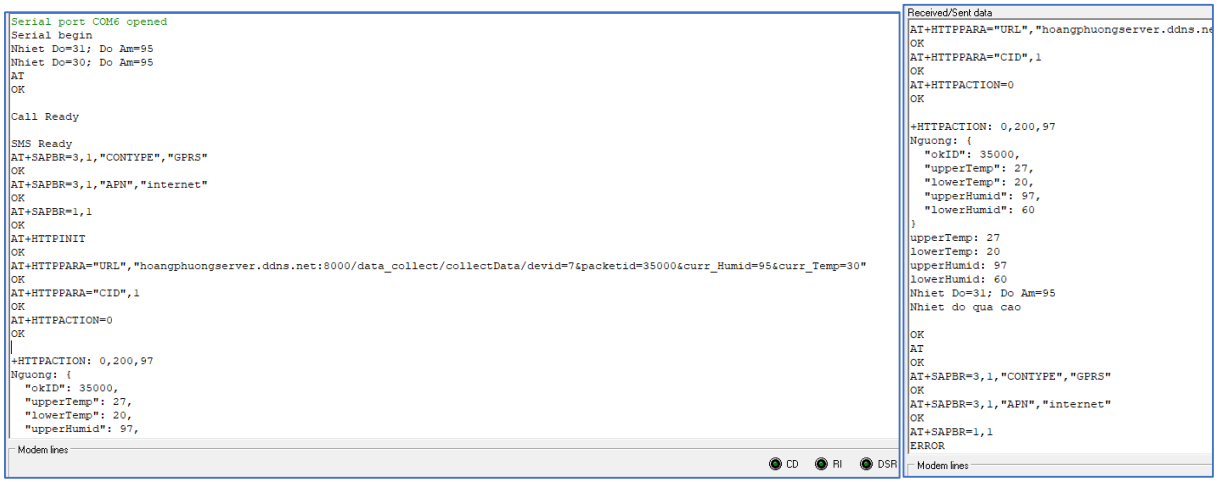 Serial port COM6 opened
Serial begin
Nhiet Do=31; Do Am=95
Nhiet Do=30; Do Am=95
AT
OK
Call Ready
SMS Ready
AT+SAPBR=3,1,"CONTYPE","GPRS"
OK
AT+SAPBR=3,1,"APN","internet"
OK
AT+SAPBR=1,1
OK
AT+HTTPINIT
OK
AT+HTTPPARA="URL","hoangphuongserver.ddns.net:8000/data_collect/collectData/devid=7&packetid=35000&curr_Humid=95&curr_Temp=30"
OK
AT+HTTPPARA="CID",1
OK
AT+HTTPACTION=0
OK
+HTTPACTION: 0,200,97
Nguong: {
"okID": 35000,
"upperTemp": 27,
"lowerTemp": 20,
"upperHumid": 97,
Modem lines
CD RI DSR
Received/Sent data
AT+HTTPPARA="URL","hoangphuongserver.ddns.ne
OK
AT+HTTPPARA="CID",1
OK
AT+HTTPACTION=0
OK
+HTTPACTION: 0,200,97
Nguong: {
"okID": 35000,
"upperTemp": 27,
"lowerTemp": 20,
"upperHumid": 97,
"lowerHumid": 60
}
upperTemp: 27
lowerTemp: 20
upperHumid: 97
lowerHumid: 60
Nhiet Do=31; Do Am=95
Nhiet do qua cao
OK
AT
OK
AT+SAPBR=3,1,"CONTYPE","GPRS"
OK
AT+SAPBR=3,1,"APN","internet"
OK
AT+SAPBR=1,1
ERROR
Modem lines